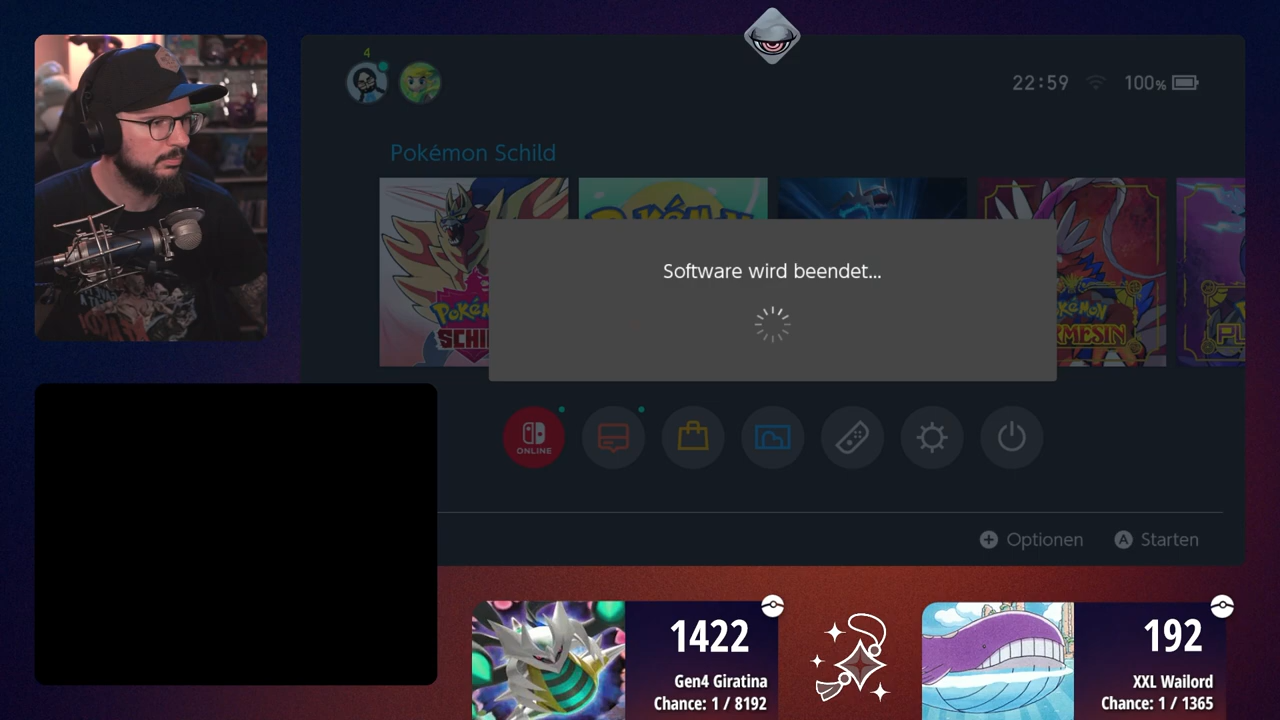 4
22:59
100%
Pokémon Schild
Software wird beendet...
ONLINE
Optionen
A Starten
1422
Gen4 Giratina
Chance: 1 / 8192
192
XXL Wailord
Chance: 1 / 1365